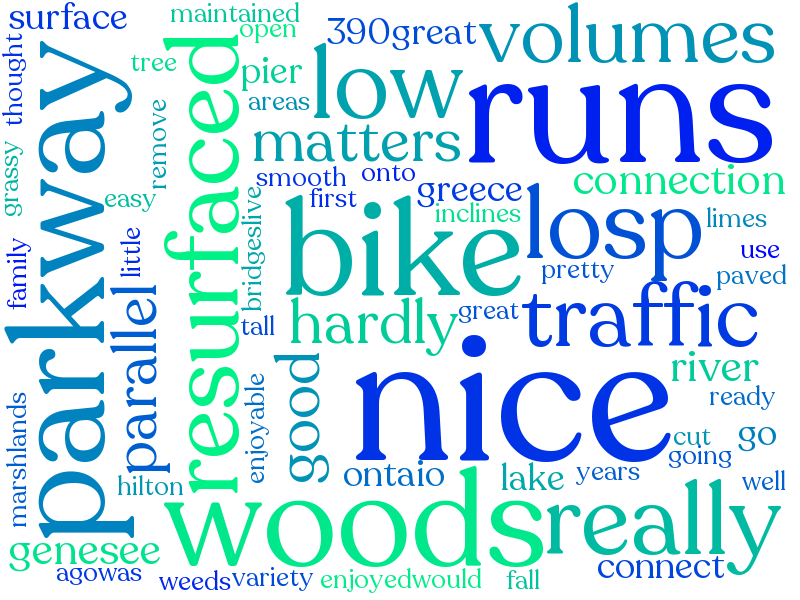 surface
maintained
open
390great
volumes
thought
parkway
tree
pier
low
runs
areas
resurfaced
remove
matters
grassy
easy
smooth
onto
first
greece
connection
inclines
bike
losp
limes
bridgeslive
family
little
use
pretty
paved
tall
parallel
hardly
great
traffic
nice
river
good
enjoyable
ready
marshlands
cut
go
going
hilton
ontaio
lake
years
well
woods
really
genesee
connect
agowas
weeds
variety
enjoyedwould
fall